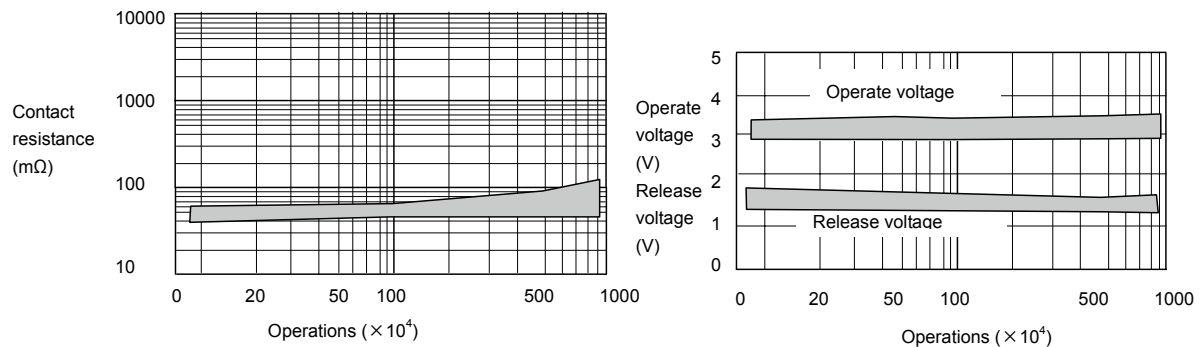 10000
1000
100
10
Contact
resistance
(mΩ)
0 20 50 100 500 1000
Operations (×10⁴)
5
4
3
2
1
0
Operate
voltage
(V)
Release
voltage
(V)
Operate voltage
Release voltage
0 20 50 100 500 1000
Operations (×10⁴)